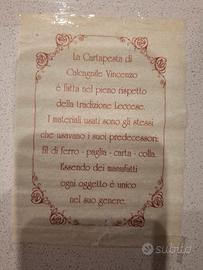 La Cartapesta di
Calcagnile Vincenzo
è fatta nel pieno rispetto
della tradizione Leccese.
I materiali usati sono gli stessi
che usavano i suoi predecessori:
fil di ferro - paglia - carta - colla.
Essendo dei manufatti
ogni oggetto è unico
nel suo genere.
subito